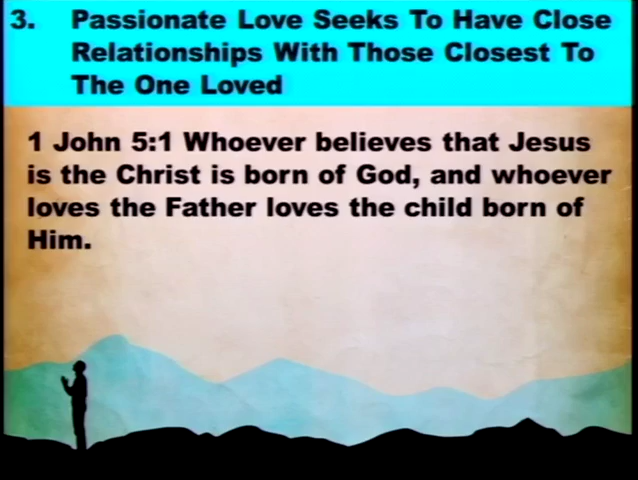 3. Passionate Love Seeks To Have Close
Relationships With Those Closest To
The One Loved
1 John 5:1 Whoever believes that Jesus
is the Christ is born of God, and whoever
loves the Father loves the child born of
Him.